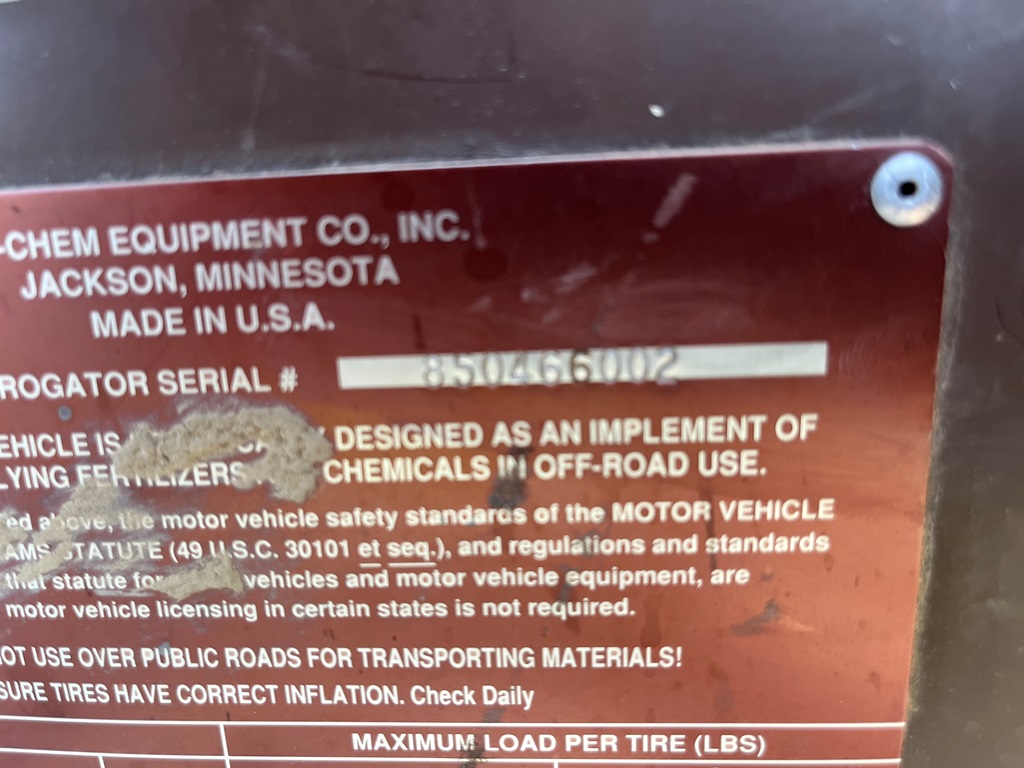 -CHEM EQUIPMENT CO., INC.
JACKSON, MINNESOTA
MADE IN U.S.A.
ROGATOR SERIAL # 850466002
EHICLE IS DESIGNED AS AN IMPLEMENT OF
LYING FERTILIZERS CHEMICALS IN OFF-ROAD USE.
ed above, the motor vehicle safety standards of the MOTOR VEHICLE
AMS STATUTE (49 U.S.C. 30101 et seq.), and regulations and standards
that statute for vehicles and motor vehicle equipment, are
motor vehicle licensing in certain states is not required.
OT USE OVER PUBLIC ROADS FOR TRANSPORTING MATERIALS!
SURE TIRES HAVE CORRECT INFLATION. Check Daily
MAXIMUM LOAD PER TIRE (LBS)